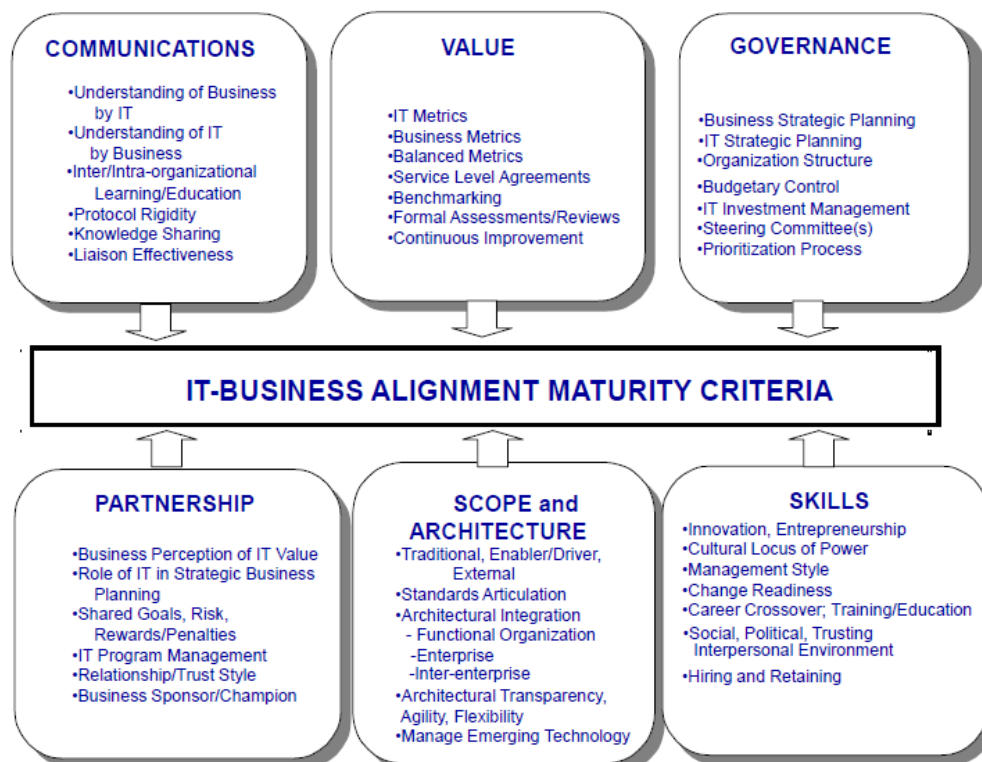 COMMUNICATIONS
•Understanding of Business
by IT
•Understanding of IT
by Business
•Inter/Intra-organizational
Learning/Education
•Protocol Rigidity
•Knowledge Sharing
•Liaison Effectiveness
VALUE
•IT Metrics
•Business Metrics
•Balanced Metrics
•Service Level Agreements
•Benchmarking
•Formal Assessments/Reviews
•Continuous Improvement
GOVERNANCE
•Business Strategic Planning
•IT Strategic Planning
•Organization Structure
•Budgetary Control
•IT Investment Management
•Steering Committee(s)
•Prioritization Process
IT-BUSINESS ALIGNMENT MATURITY CRITERIA
PARTNERSHIP
•Business Perception of IT Value
•Role of IT in Strategic Business
Planning
•Shared Goals, Risk,
Rewards/Penalties
•IT Program Management
•Relationship/Trust Style
•Business Sponsor/Champion
SCOPE and
ARCHITECTURE
•Traditional, Enabler/Driver,
External
•Standards Articulation
•Architectural Integration
- Functional Organization
-Enterprise
-Inter-enterprise
•Architectural Transparency,
Agility, Flexibility
•Manage Emerging Technology
SKILLS
•Innovation, Entrepreneurship
•Cultural Locus of Power
•Management Style
•Change Readiness
•Career Crossover; Training/Education
•Social, Political, Trusting
Interpersonal Environment
•Hiring and Retaining